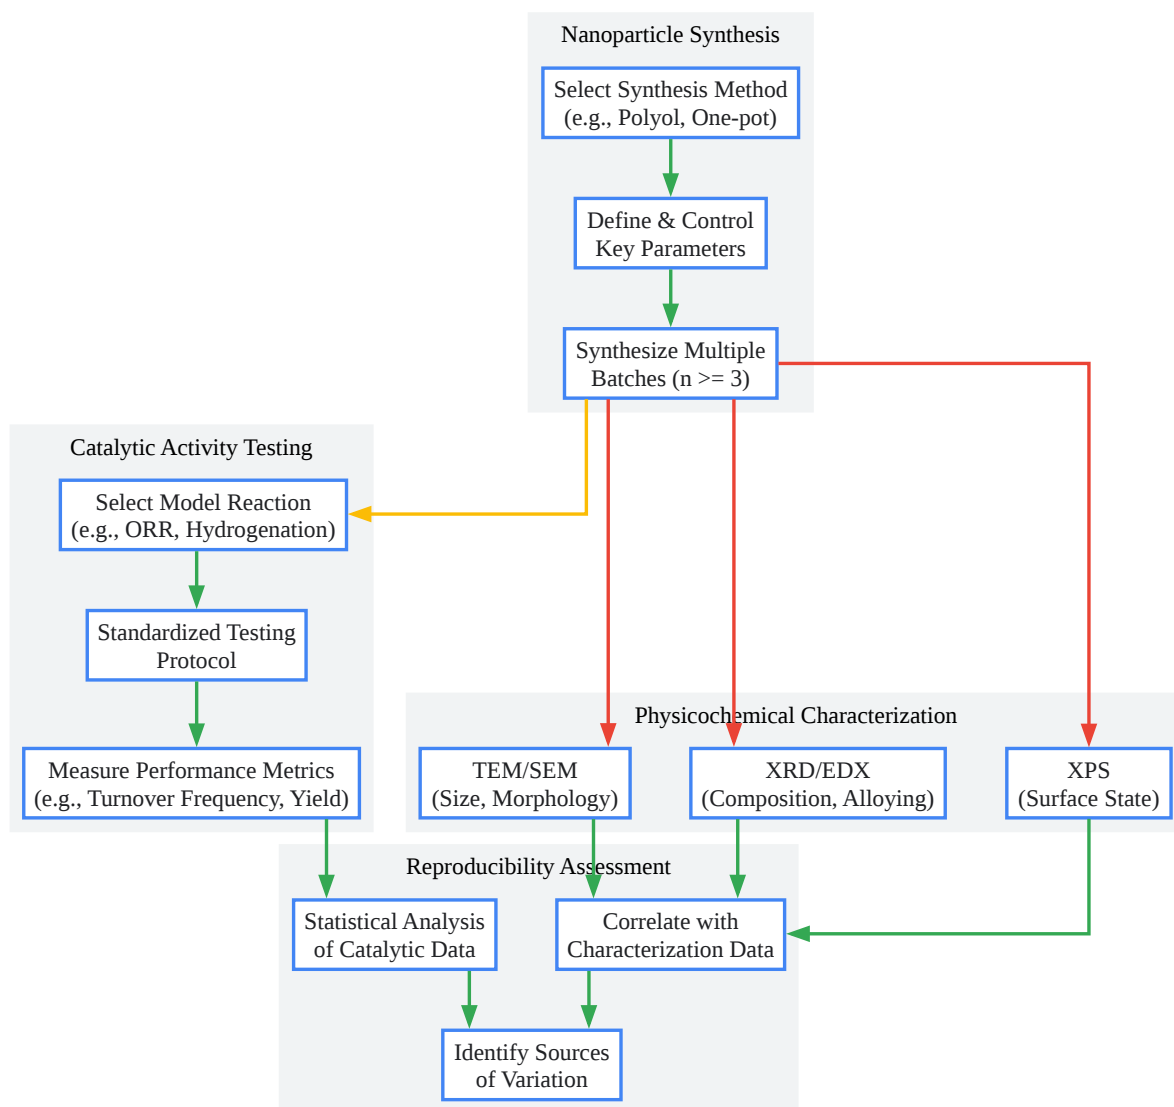 Nanoparticle Synthesis
Select Synthesis Method
(e.g., Polyol, One-pot)
Define & Control
Key Parameters
Synthesize Multiple
Batches (n >= 3)
Catalytic Activity Testing
Select Model Reaction
(e.g., ORR, Hydrogenation)
Standardized Testing
Protocol
Measure Performance Metrics
(e.g., Turnover Frequency, Yield)
Physicochemical Characterization
TEM/SEM
(Size, Morphology)
XRD/EDX
(Composition, Alloying)
XPS
(Surface State)
Reproducibility Assessment
Statistical Analysis
of Catalytic Data
Correlate with
Characterization Data
Identify Sources
of Variation